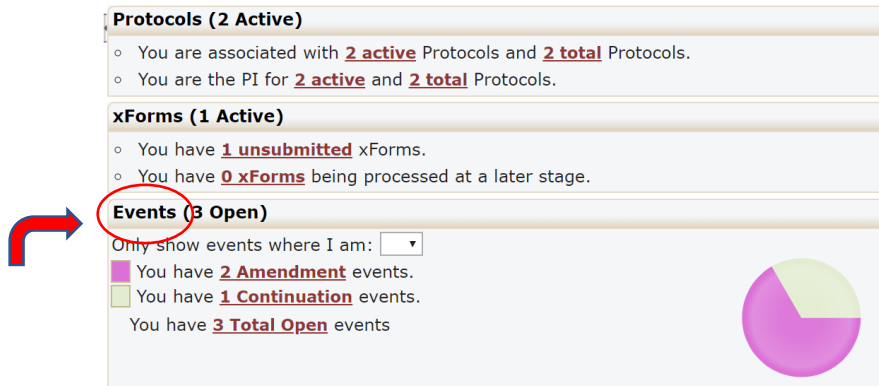 Protocols (2 Active)
You are associated with 2 active Protocols and 2 total Protocols.
You are the PI for 2 active and 2 total Protocols.
xForms (1 Active)
You have 1 unsubmitted xForms.
You have 0 xForms being processed at a later stage.
Events (3 Open)
Only show events where I am:
You have 2 Amendment events.
You have 1 Continuation events.
You have 3 Total Open events